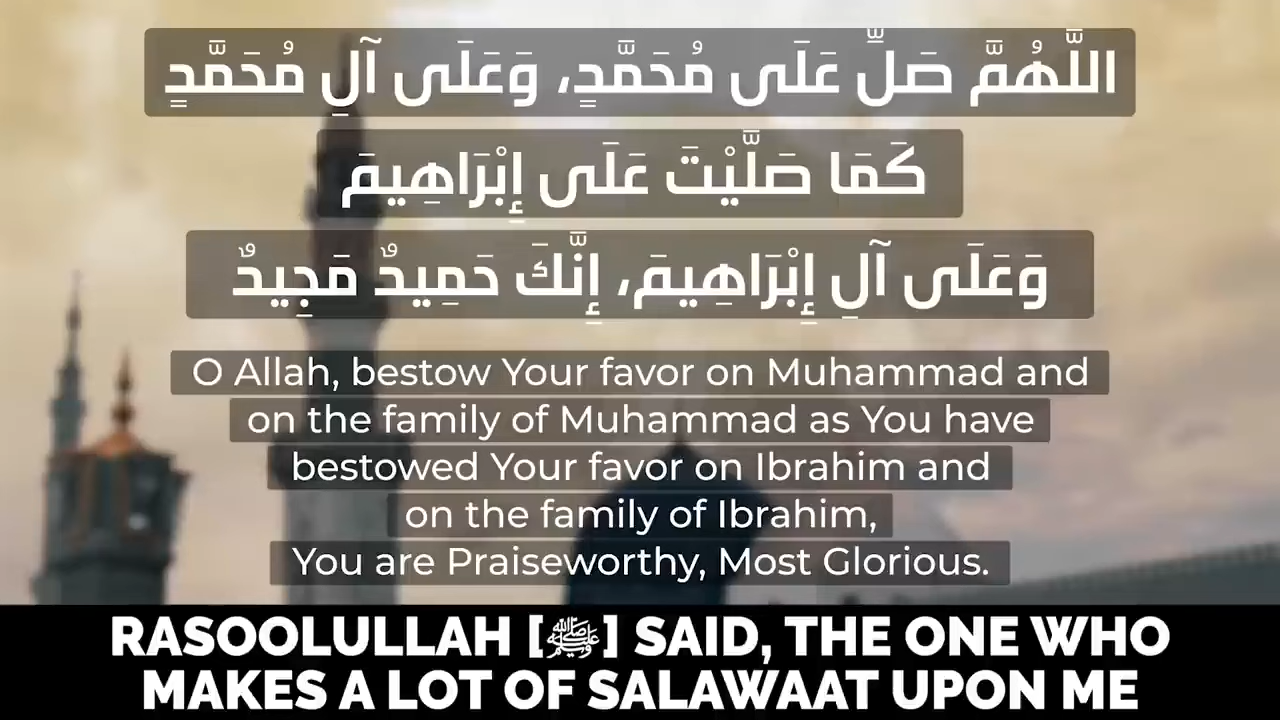 اللَّهُمَّ صَلِّ عَلَى مُحَمَّدٍ، وَعَلَى آلِ مُحَمَّدٍ
كَمَا صَلَّيْتَ عَلَى إِبْرَاهِيمَ
وَعَلَى آلِ إِبْرَاهِيمَ، إِنَّكَ حَمِيدٌ مَجِيدٌ
O Allah, bestow Your favor on Muhammad and
on the family of Muhammad as You have
bestowed Your favor on Ibrahim and
on the family of Ibrahim,
You are Praiseworthy, Most Glorious.
RASOOLULLAH [ﷺ] SAID, THE ONE WHO
MAKES A LOT OF SALAWAAT UPON ME